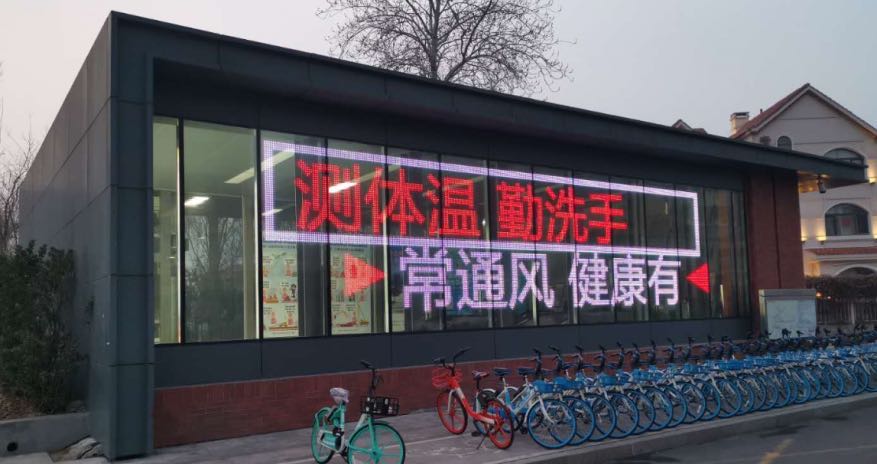 测体温 勤洗手
常通风 健康有